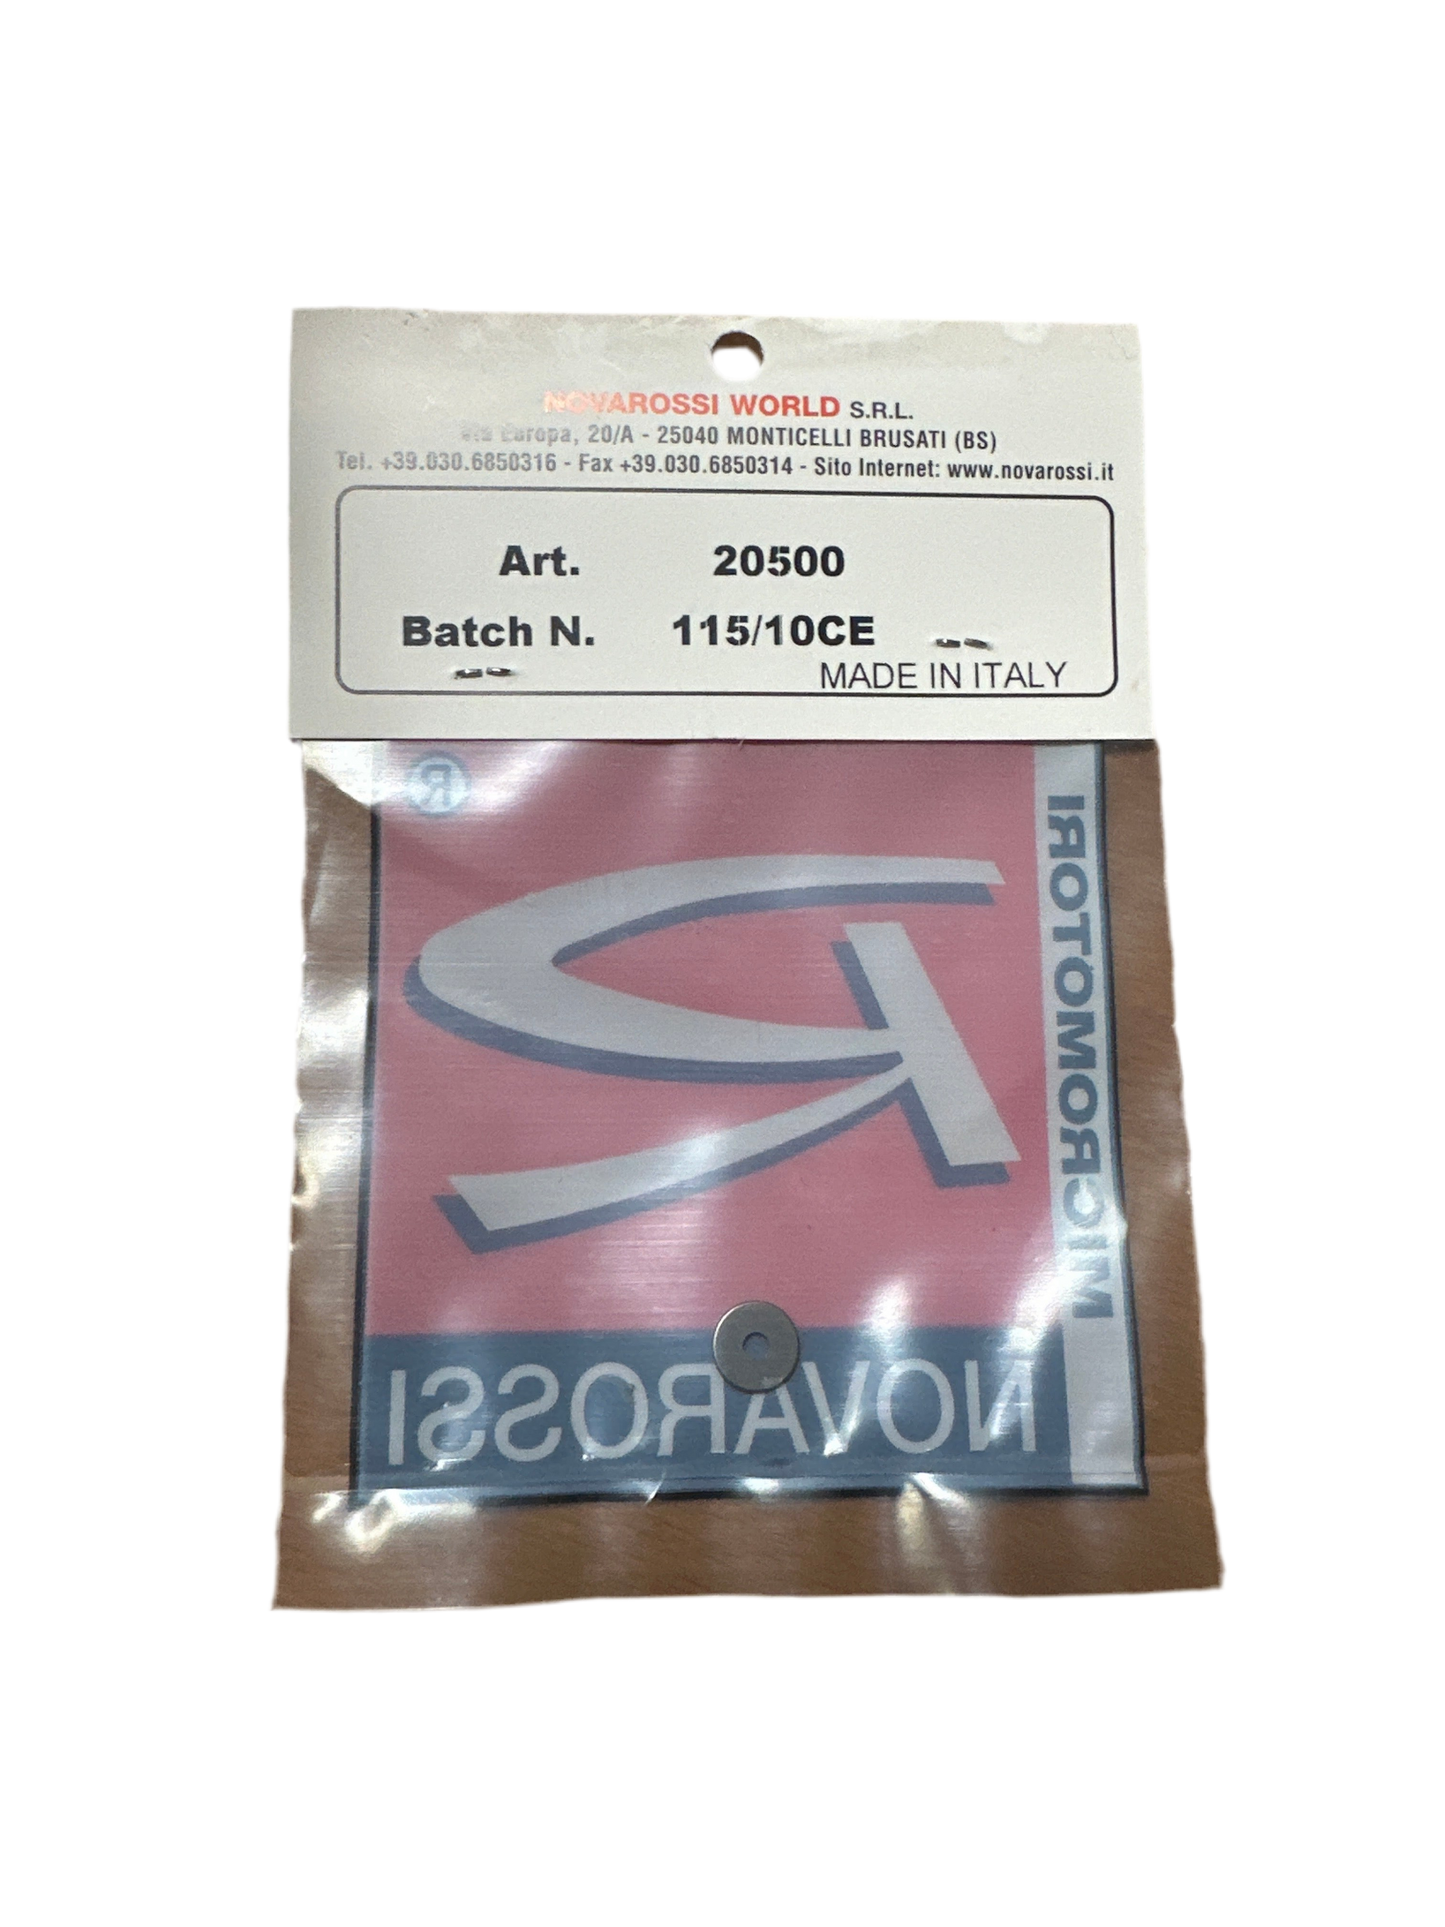 NOVAROSSI WORLD S.R.L.
Via Europa, 20/A - 25040 MONTICELLI BRUSATI (BS)
Tel. +39.030.6850316 - Fax +39.030.6850314 - Sito Internet: www.novarossi.it
Art. 20500
Batch N. 115/10CE
MADE IN ITALY
®
MICROMOTORI
R
NOVAROSSI